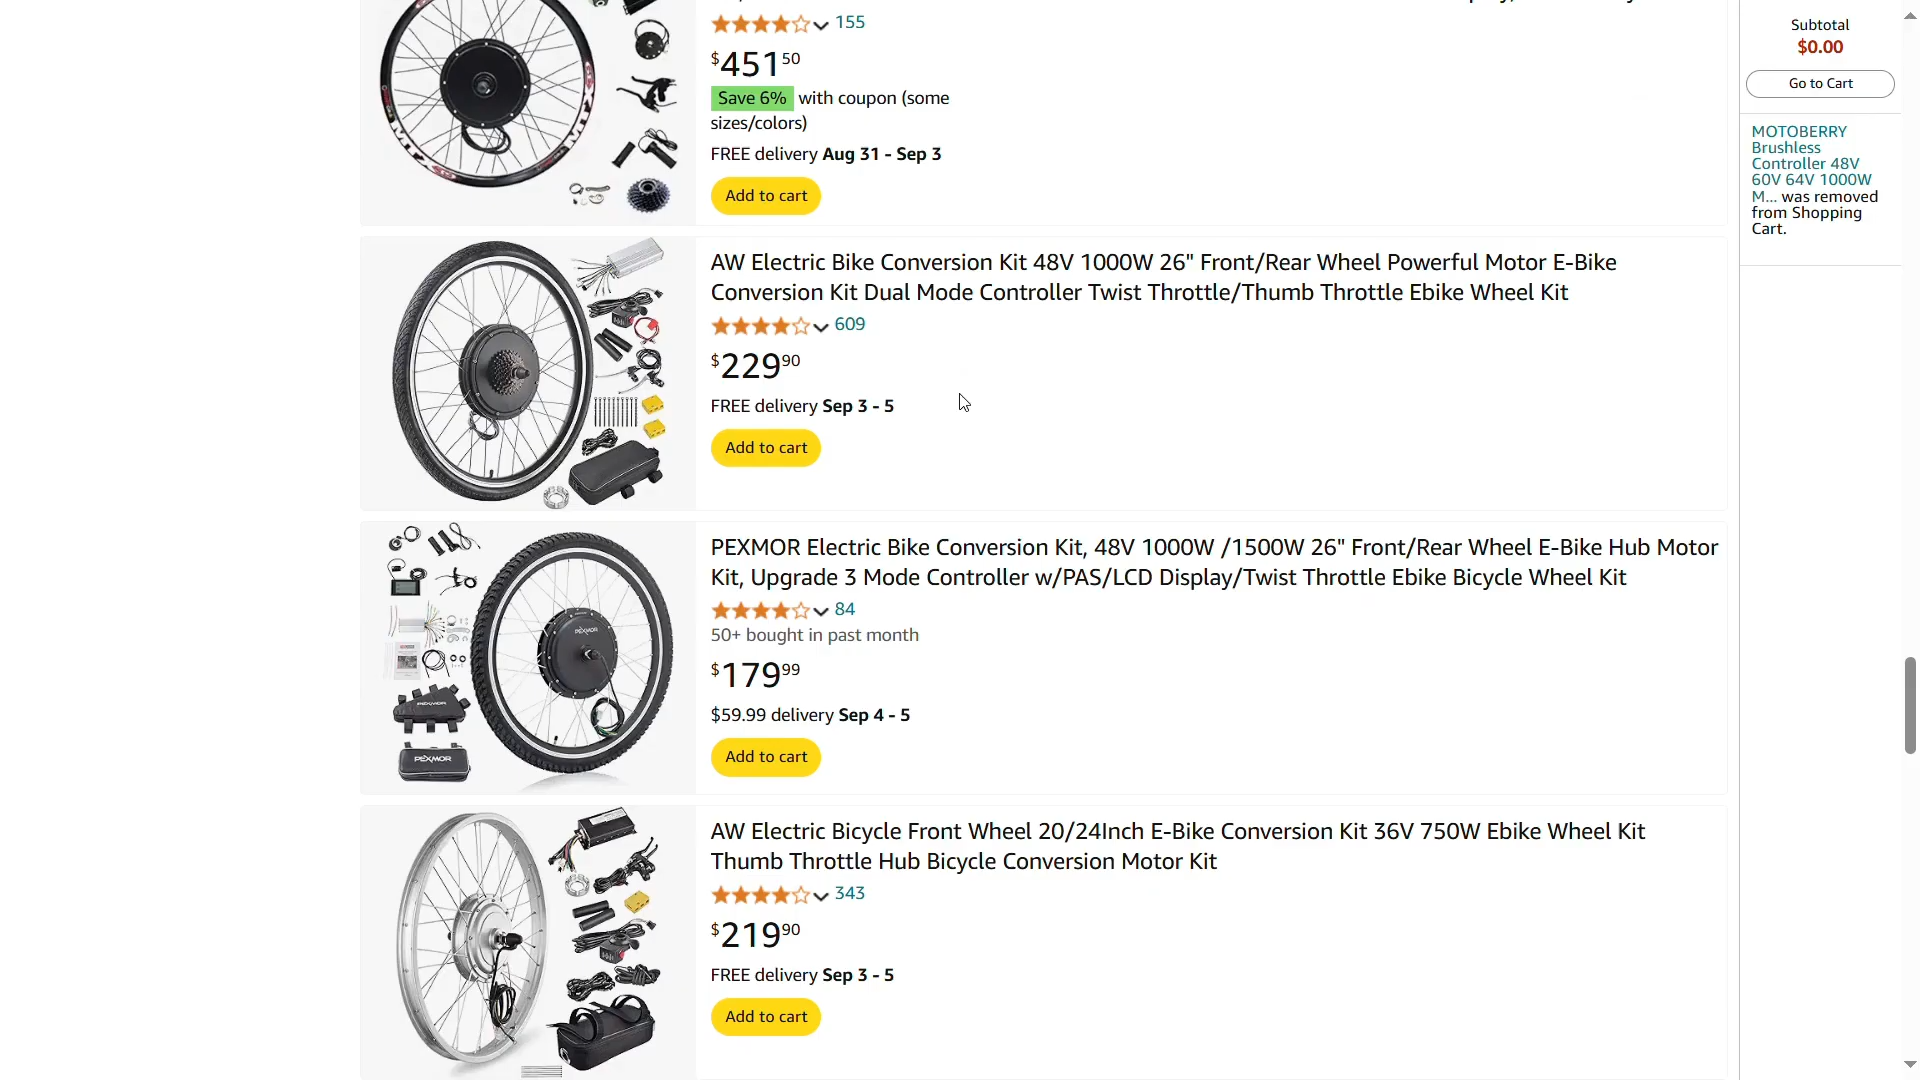 155
$451.50
Save 6% with coupon (some
sizes/colors)
FREE delivery Aug 31 - Sep 3
Add to cart
AW Electric Bike Conversion Kit 48V 1000W 26" Front/Rear Wheel Powerful Motor E-Bike
Conversion Kit Dual Mode Controller Twist Throttle/Thumb Throttle Ebike Wheel Kit
609
$229.90
FREE delivery Sep 3 - 5
Add to cart
PEXMOR Electric Bike Conversion Kit, 48V 1000W /1500W 26" Front/Rear Wheel E-Bike Hub Motor
Kit, Upgrade 3 Mode Controller w/PAS/LCD Display/Twist Throttle Ebike Bicycle Wheel Kit
84
50+ bought in past month
$179.99
$59.99 delivery Sep 4 - 5
Add to cart
PEXMOR
PEXMOR
PEXMOR
AW Electric Bicycle Front Wheel 20/24Inch E-Bike Conversion Kit 36V 750W Ebike Wheel Kit
Thumb Throttle Hub Bicycle Conversion Motor Kit
343
$219.90
FREE delivery Sep 3 - 5
Add to cart
Subtotal
$0.00
Go to Cart
MOTOBERRY
Brushless
Controller 48V
60V 64V 1000W
M... was removed
from Shopping
Cart.